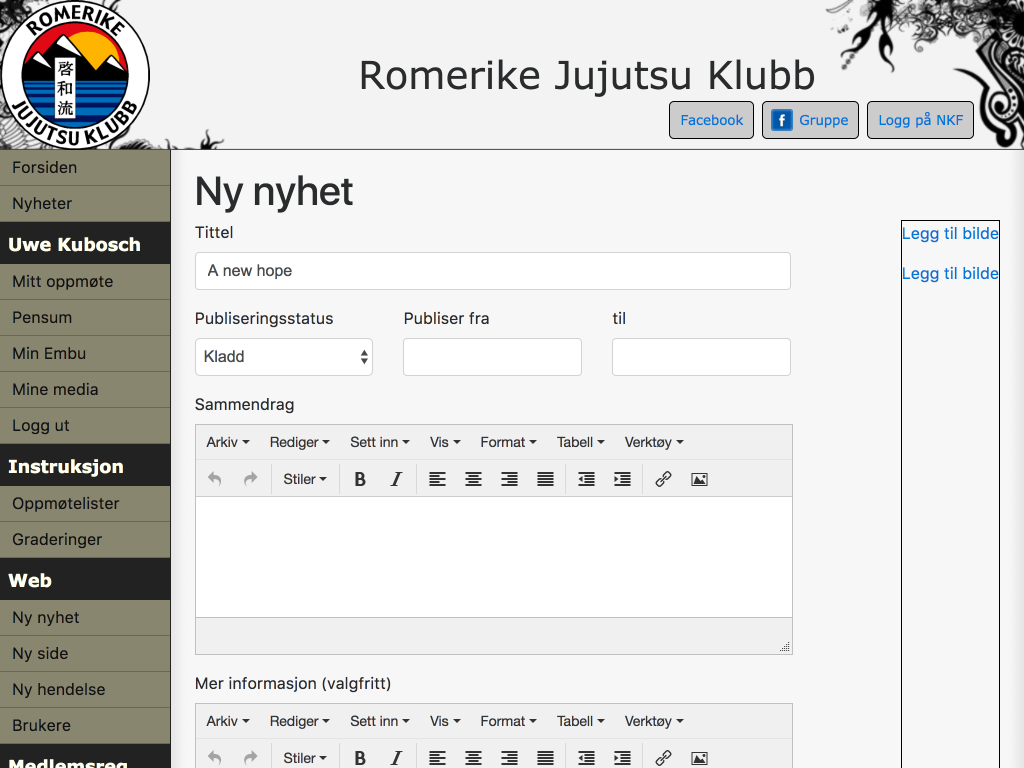 ROMERIKE
啓和流
JUJUTSU KLUBB
Romerike Jujutsu Klubb
Facebook
Gruppe
Logg på NKF
Forsiden
Nyheter
Uwe Kubosch
Mitt oppmøte
Pensum
Min Embu
Mine media
Logg ut
Instruksjon
Oppmøtelister
Graderinger
Web
Ny nyhet
Ny side
Ny hendelse
Brukere
Medlemsreg
Ny nyhet
Tittel
A new hope
Publiseringsstatus Publiser fra til
Kladd
Sammendrag
Arkiv Rediger Sett inn Vis Format Tabell Verktøy
Stiler B I
Mer informasjon (valgfritt)
Arkiv Rediger Sett inn Vis Format Tabell Verktøy
Stiler B I
Legg til bilde
Legg til bilde